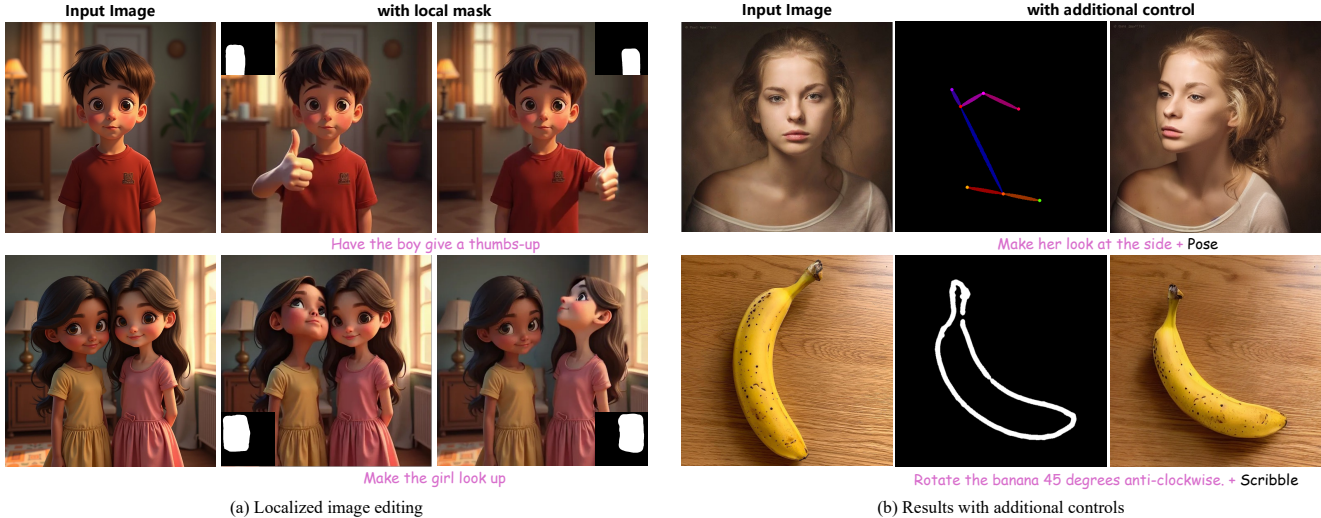 Input Image
with local mask
Have the boy give a thumbs-up
Make the girl look up
(a) Localized image editing
Input Image
with additional control
Make her look at the side + Pose
Rotate the banana 45 degrees anti-clockwise. + Scribble
(b) Results with additional controls